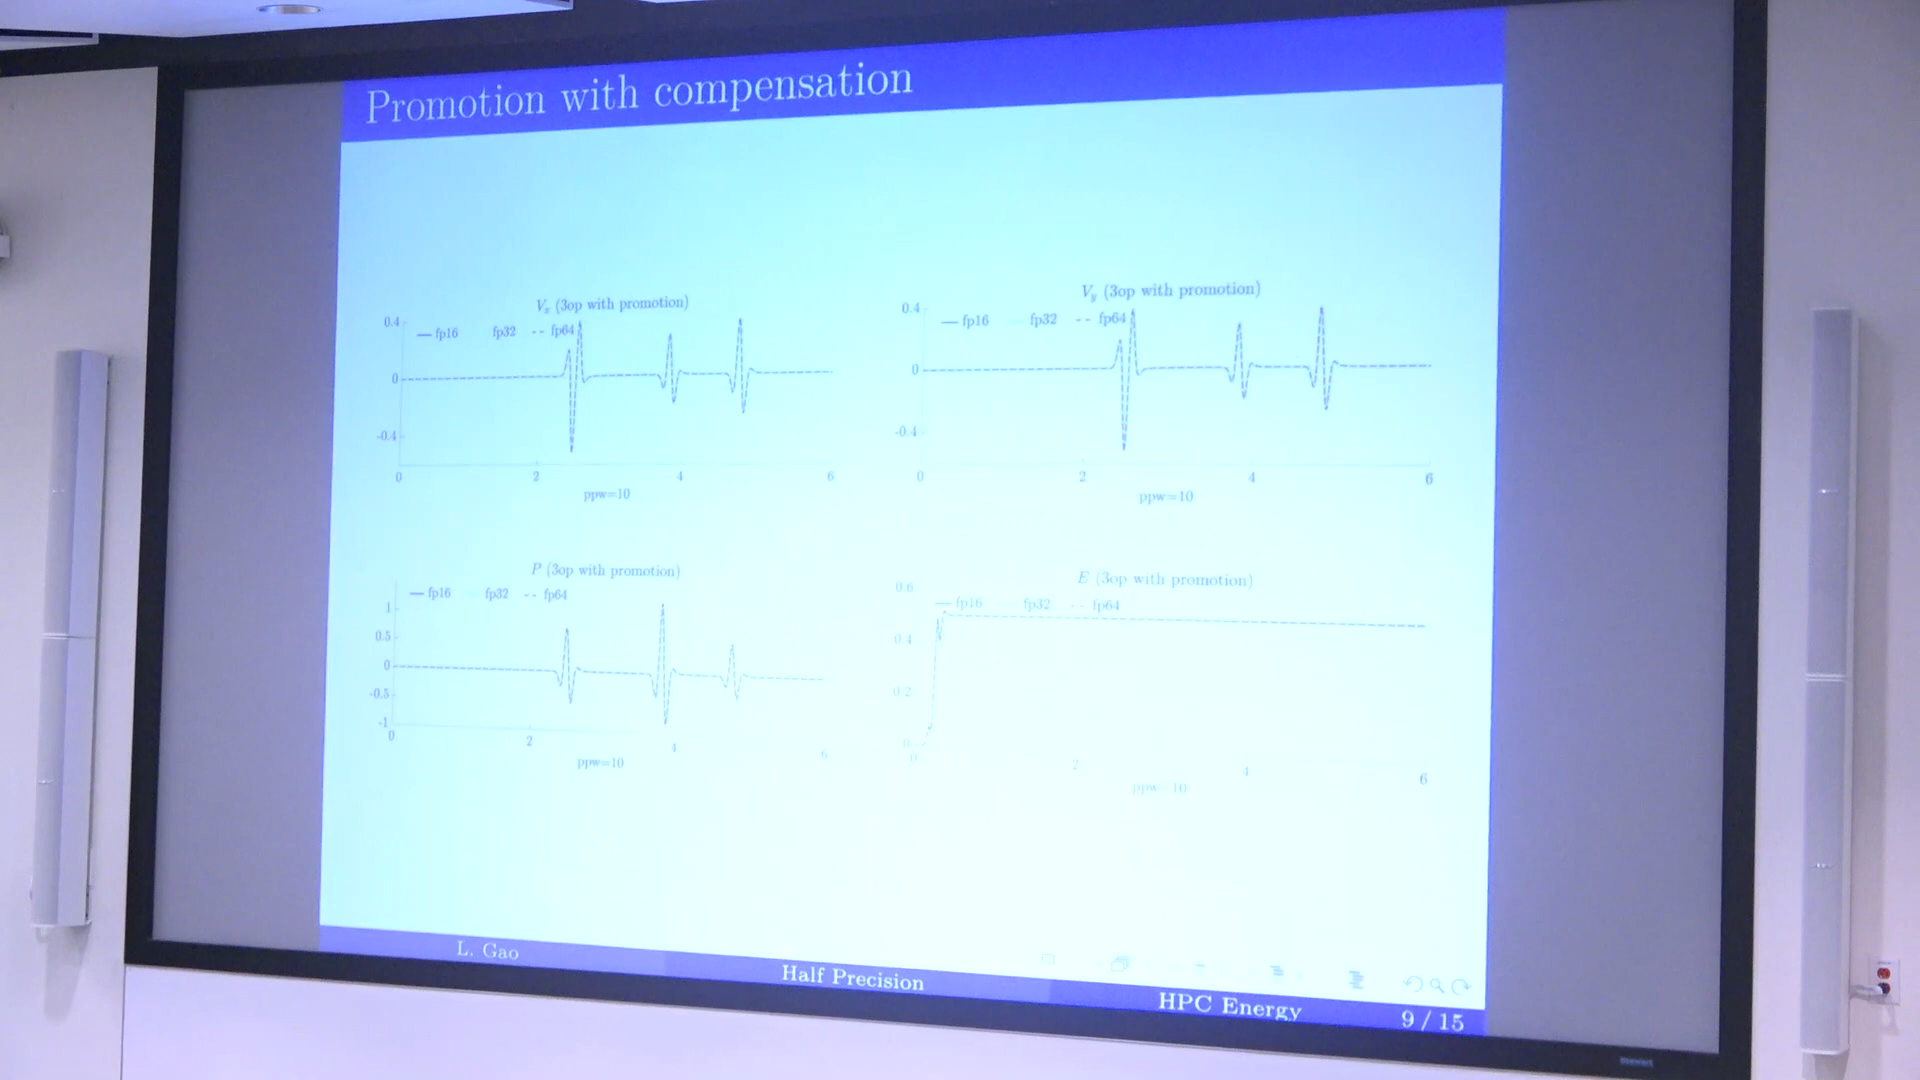 Promotion with compensation
Vx (3op with promotion)
0.4
fp16 fp32 fp64
0
-0.4
0 2 4 6
ppw=10
Vy (3op with promotion)
0.4
fp16 fp32 fp64
0
-0.4
0 2 4 6
ppw=10
P (3op with promotion)
fp16 fp32 fp64
1
0.5
0
-0.5
-1
0 2 4 6
ppw=10
E (3op with promotion)
0.6
fp16 fp32 fp64
0.4
0.2
0
0 2 4 6
ppw=10
L. Gao
Half Precision
HPC Energy
9 / 15